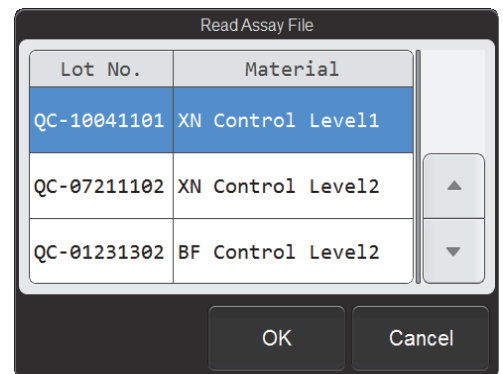 Read Assay File
Lot No. Material
QC-10041101 XN Control Level1
QC-07211102 XN Control Level2
QC-01231302 BF Control Level2
OK Cancel